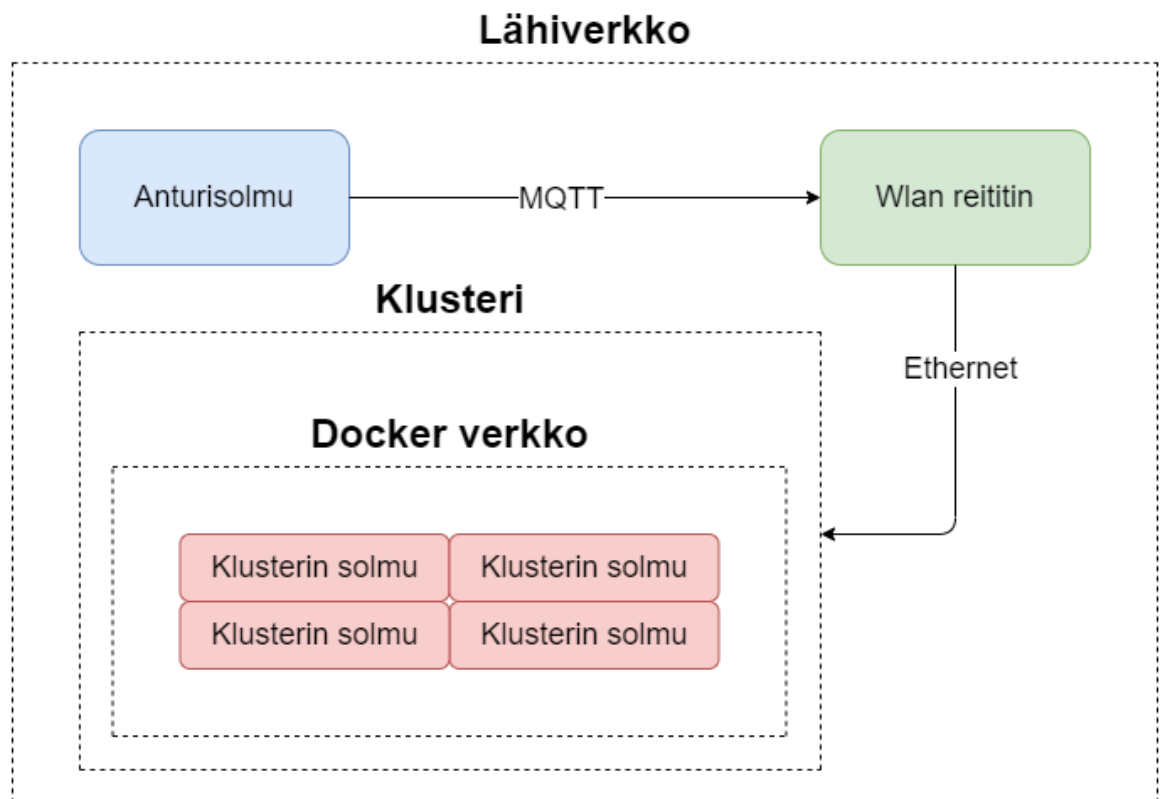 Lähiverkko
Anturisolmu
MQTT
Wlan reititin
Klusteri
Ethernet
Docker verkko
Klusterin solmu
Klusterin solmu
Klusterin solmu
Klusterin solmu